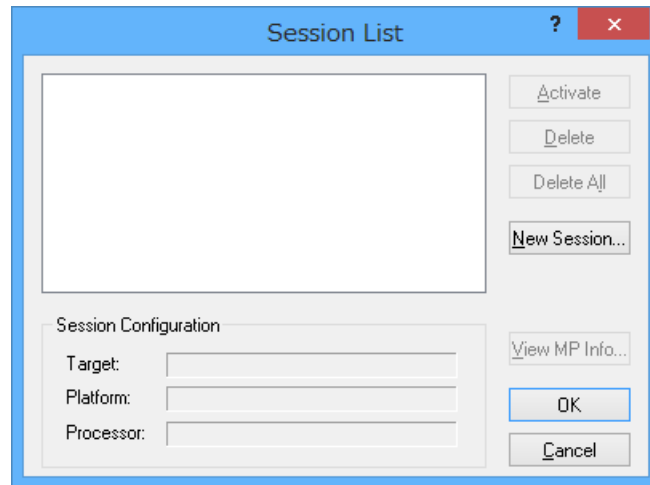 Session List
?
Activate
Delete
Delete All
New Session...
Session Configuration
Target:
Platform:
Processor:
View MP Info...
OK
Cancel